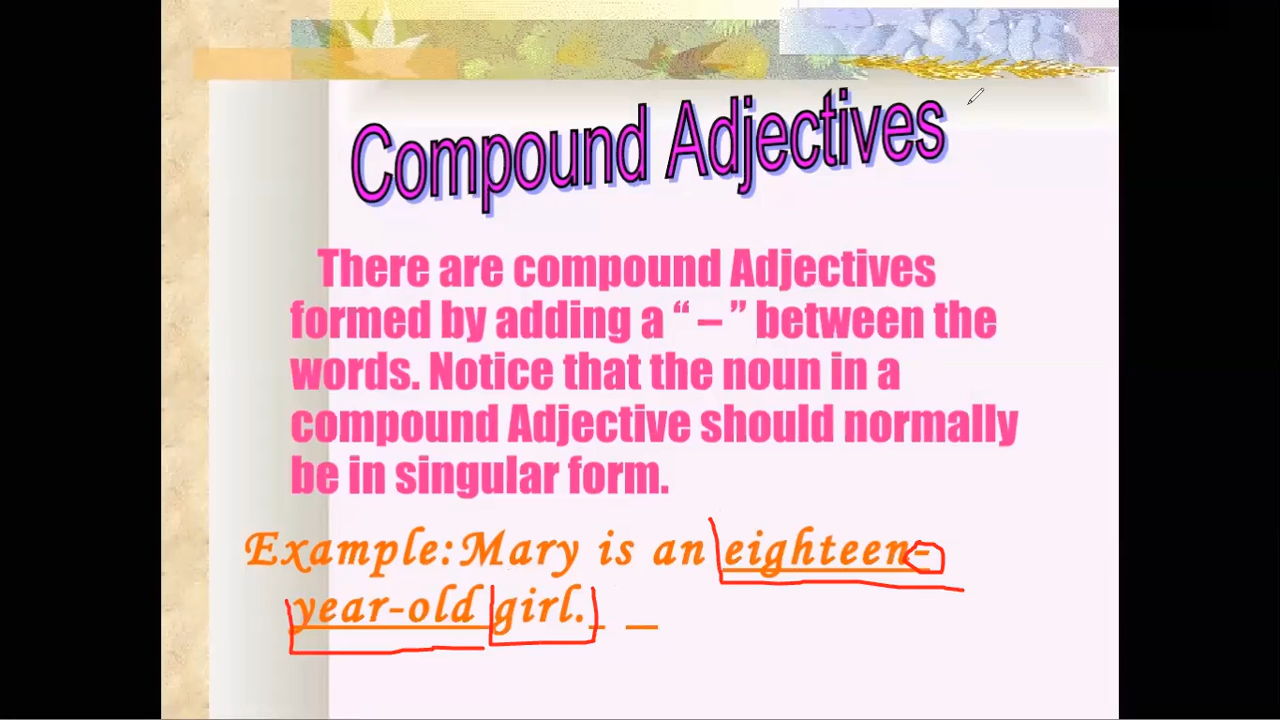 Compound Adjectives
There are compound Adjectives
formed by adding a “ – ” between the
words. Notice that the noun in a
compound Adjective should normally
be in singular form.
Example:Mary is an eighteen-
year-old girl._ _